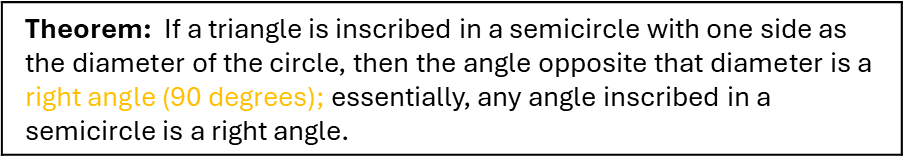 Theorem: If a triangle is inscribed in a semicircle with one side as
the diameter of the circle, then the angle opposite that diameter is a
right angle (90 degrees); essentially, any angle inscribed in a
semicircle is a right angle.